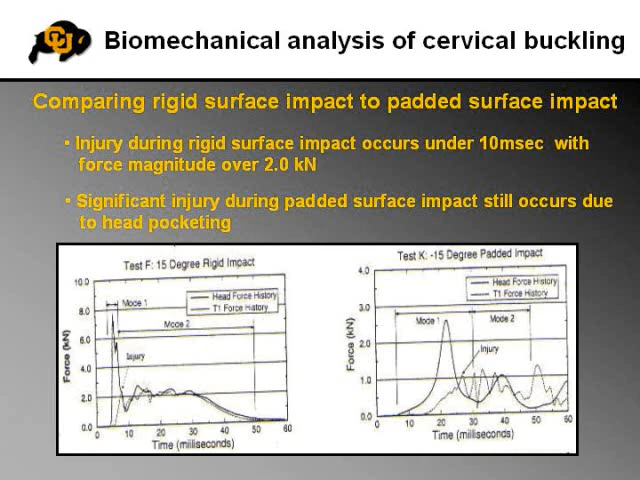 CU
Biomechanical analysis of cervical buckling
Comparing rigid surface impact to padded surface impact
• Injury during rigid surface impact occurs under 10msec with
force magnitude over 2.0 kN
• Significant injury during padded surface impact still occurs due
to head pocketing
Test F: 15 Degree Rigid Impact
10.0
8.0
6.0
4.0
2.0
0.0
Force (kN)
Mode 1
Mode 2
Injury
Head Force History
T1 Force History
0 10 20 30 40 50 60
Time (milliseconds)
Test K: -15 Degree Padded Impact
4.0
3.0
2.0
1.0
0.0
Force (kN)
Mode 1
Mode 2
Injury
Head Force History
T1 Force History
0 10 20 30 40 50 60
Time (milliseconds)